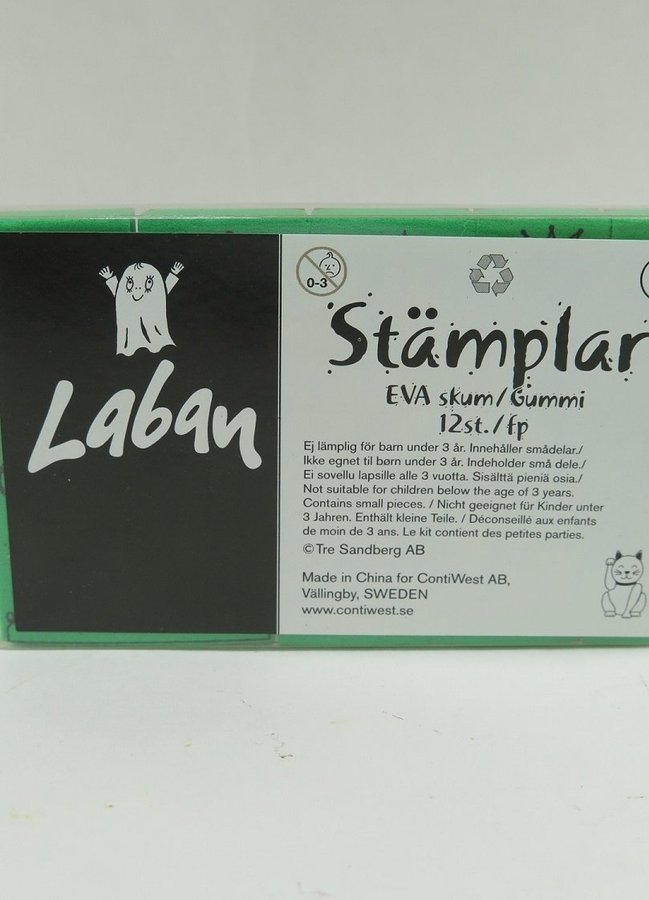 Laban
0-3
Stämplar
EVA skum/Gummi
12st./fp
Ej lämplig för barn under 3 år. Innehåller smådelar./
Ikke egnet til børn under 3 år. Indeholder små dele./
Ei sovellu lapsille alle 3 vuotta. Sisältä pieniä osia./
Not suitable for children below the age of 3 years.
Contains small pieces. / Nicht geeignet für Kinder unter
3 Jahren. Enthält kleine Teile. / Déconseillé aux enfants
de moin de 3 ans. Le kit contient des petites parties.
© Tre Sandberg AB
Made in China for ContiWest AB,
Vällingby, SWEDEN
www.contiwest.se